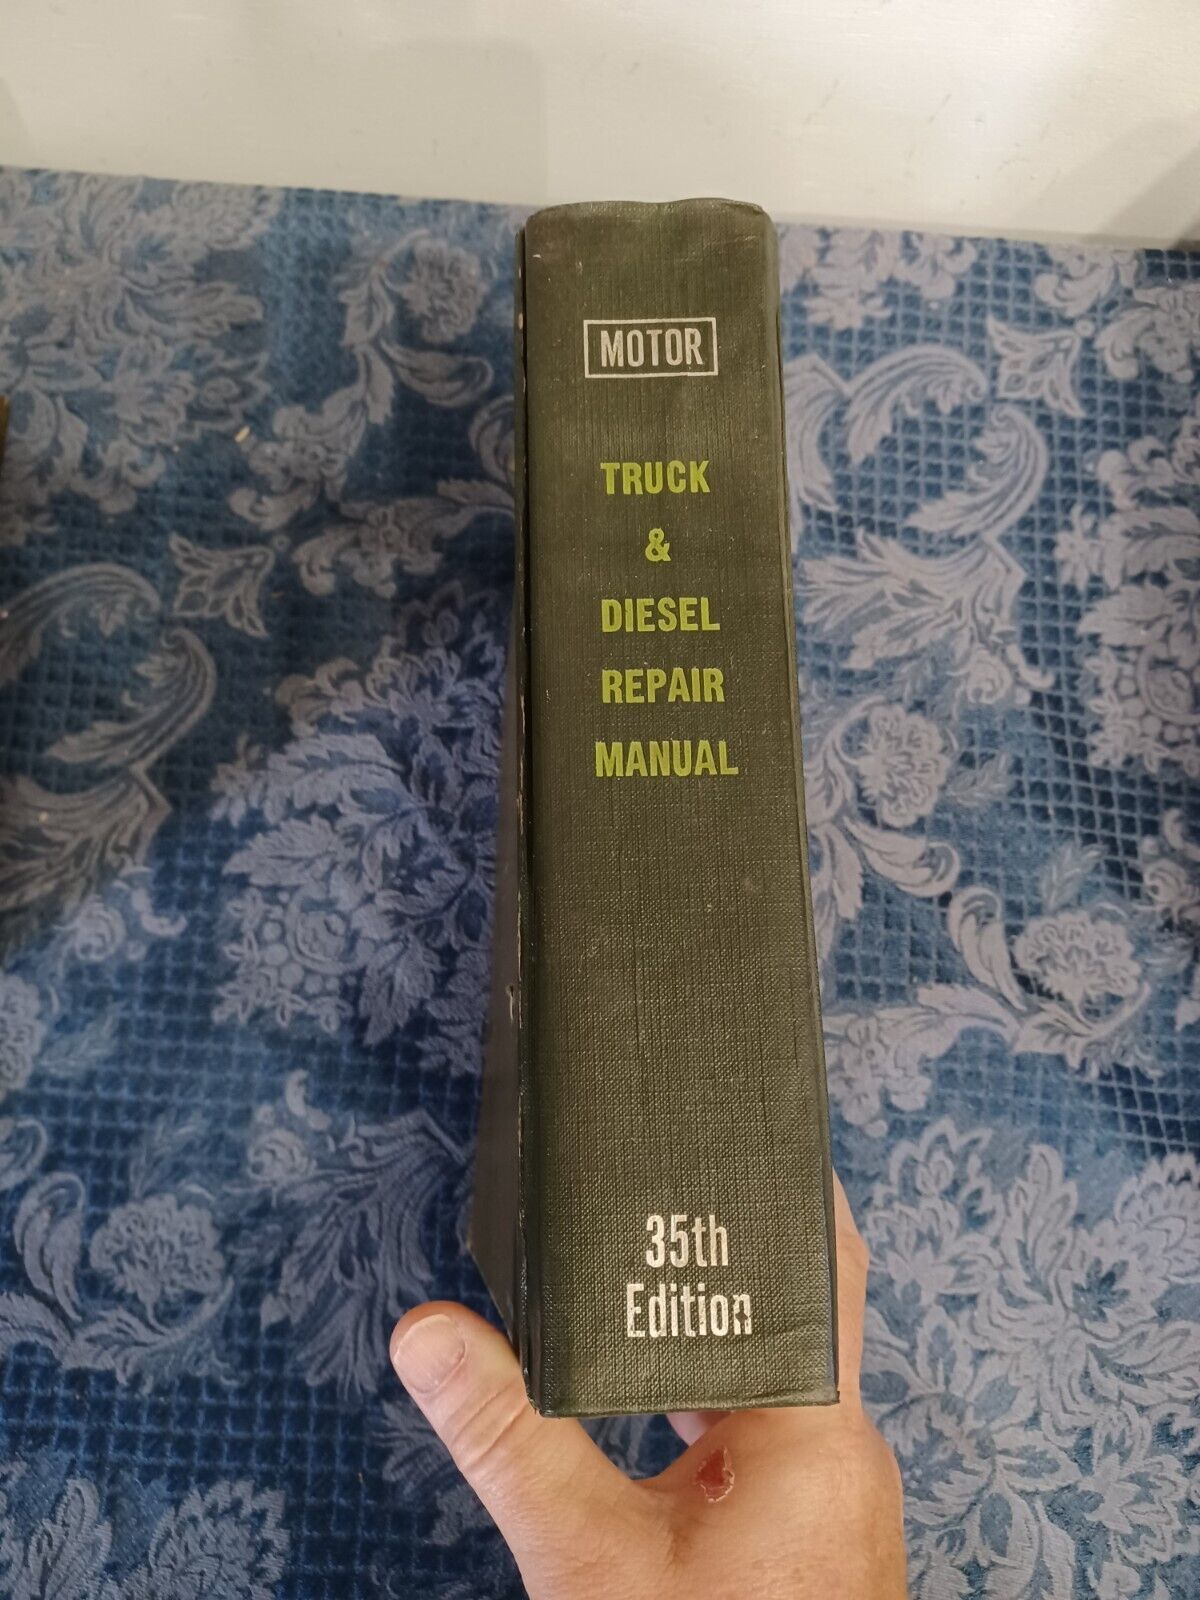 MOTOR
TRUCK
&
DIESEL
REPAIR
MANUAL
35th
Edition